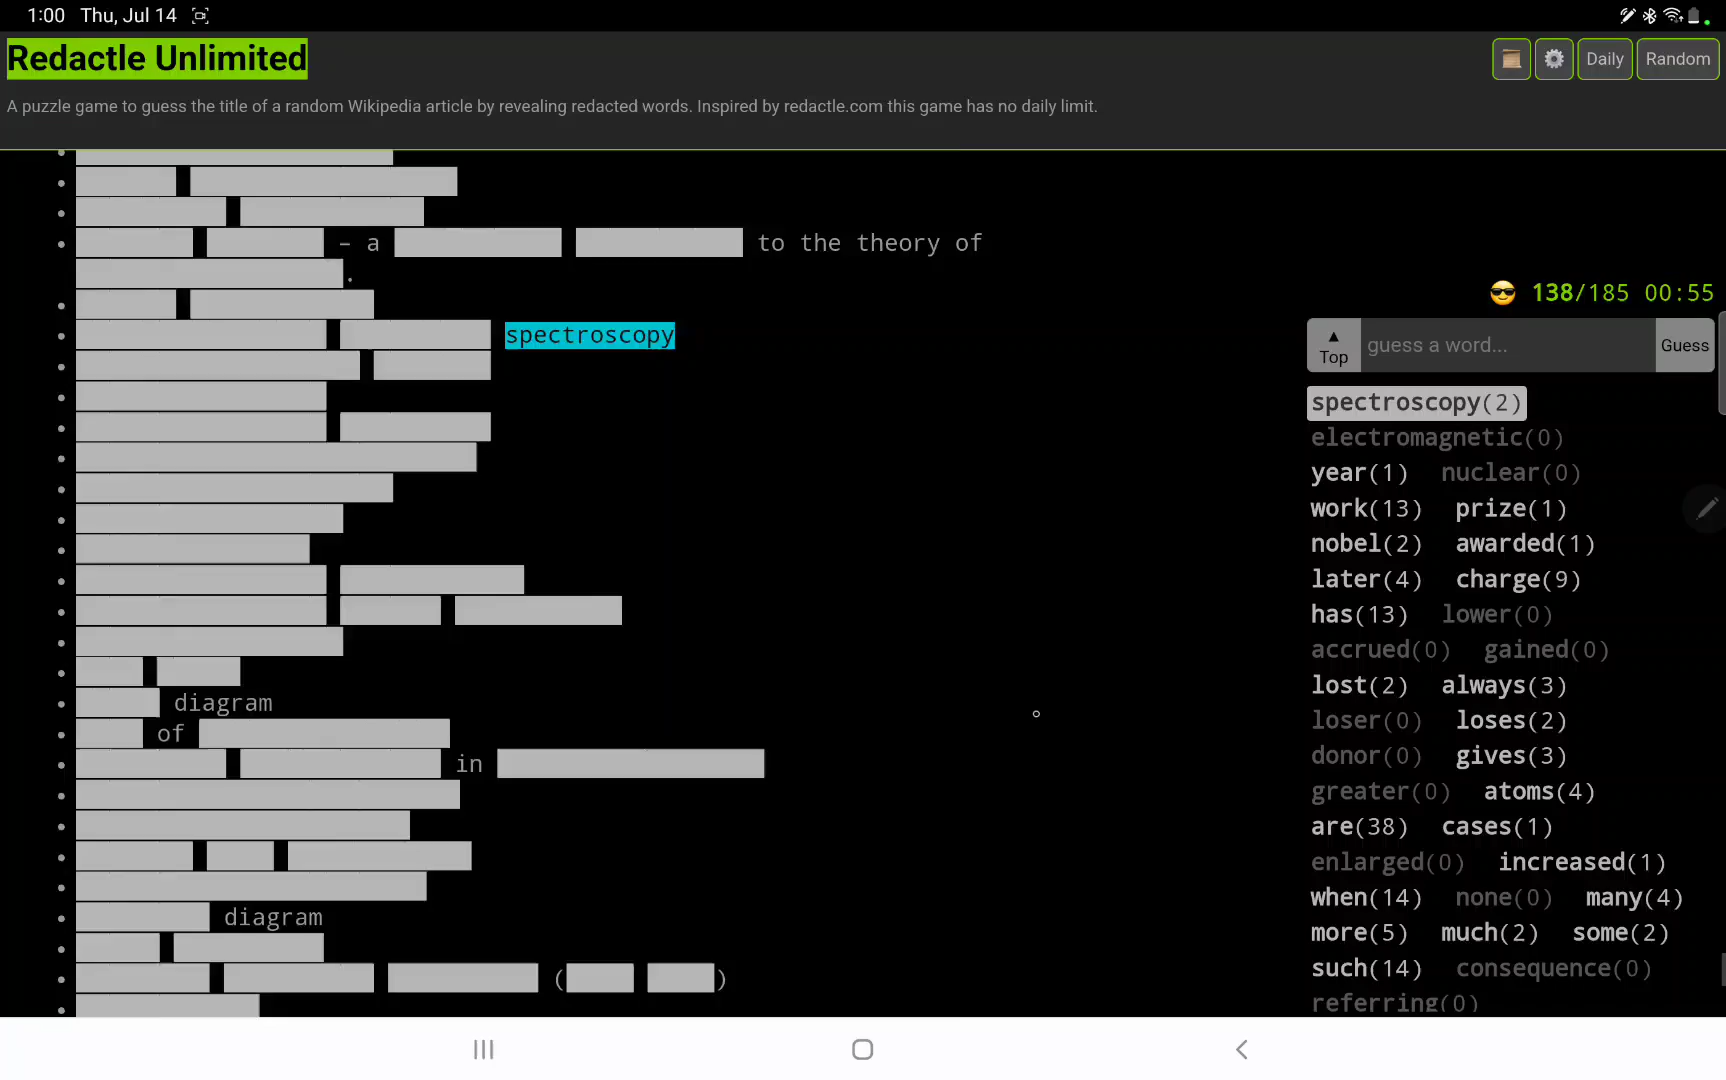 1:00 Thu, Jul 14
Redactle Unlimited
Daily Random
A puzzle game to guess the title of a random Wikipedia article by revealing redacted words. Inspired by redactle.com this game has no daily limit.
– a to the theory of
.
138/185 00:55
spectroscopy
▲ Top guess a word... Guess
spectroscopy(2)
electromagnetic(0)
year(1) nuclear(0)
work(13) prize(1)
nobel(2) awarded(1)
later(4) charge(9)
has(13) lower(0)
accrued(0) gained(0)
lost(2) always(3)
diagram
loser(0) loses(2)
of
donor(0) gives(3)
in
greater(0) atoms(4)
are(38) cases(1)
enlarged(0) increased(1)
when(14) none(0) many(4)
diagram
more(5) much(2) some(2)
such(14) consequence(0)
( )
referring(0)